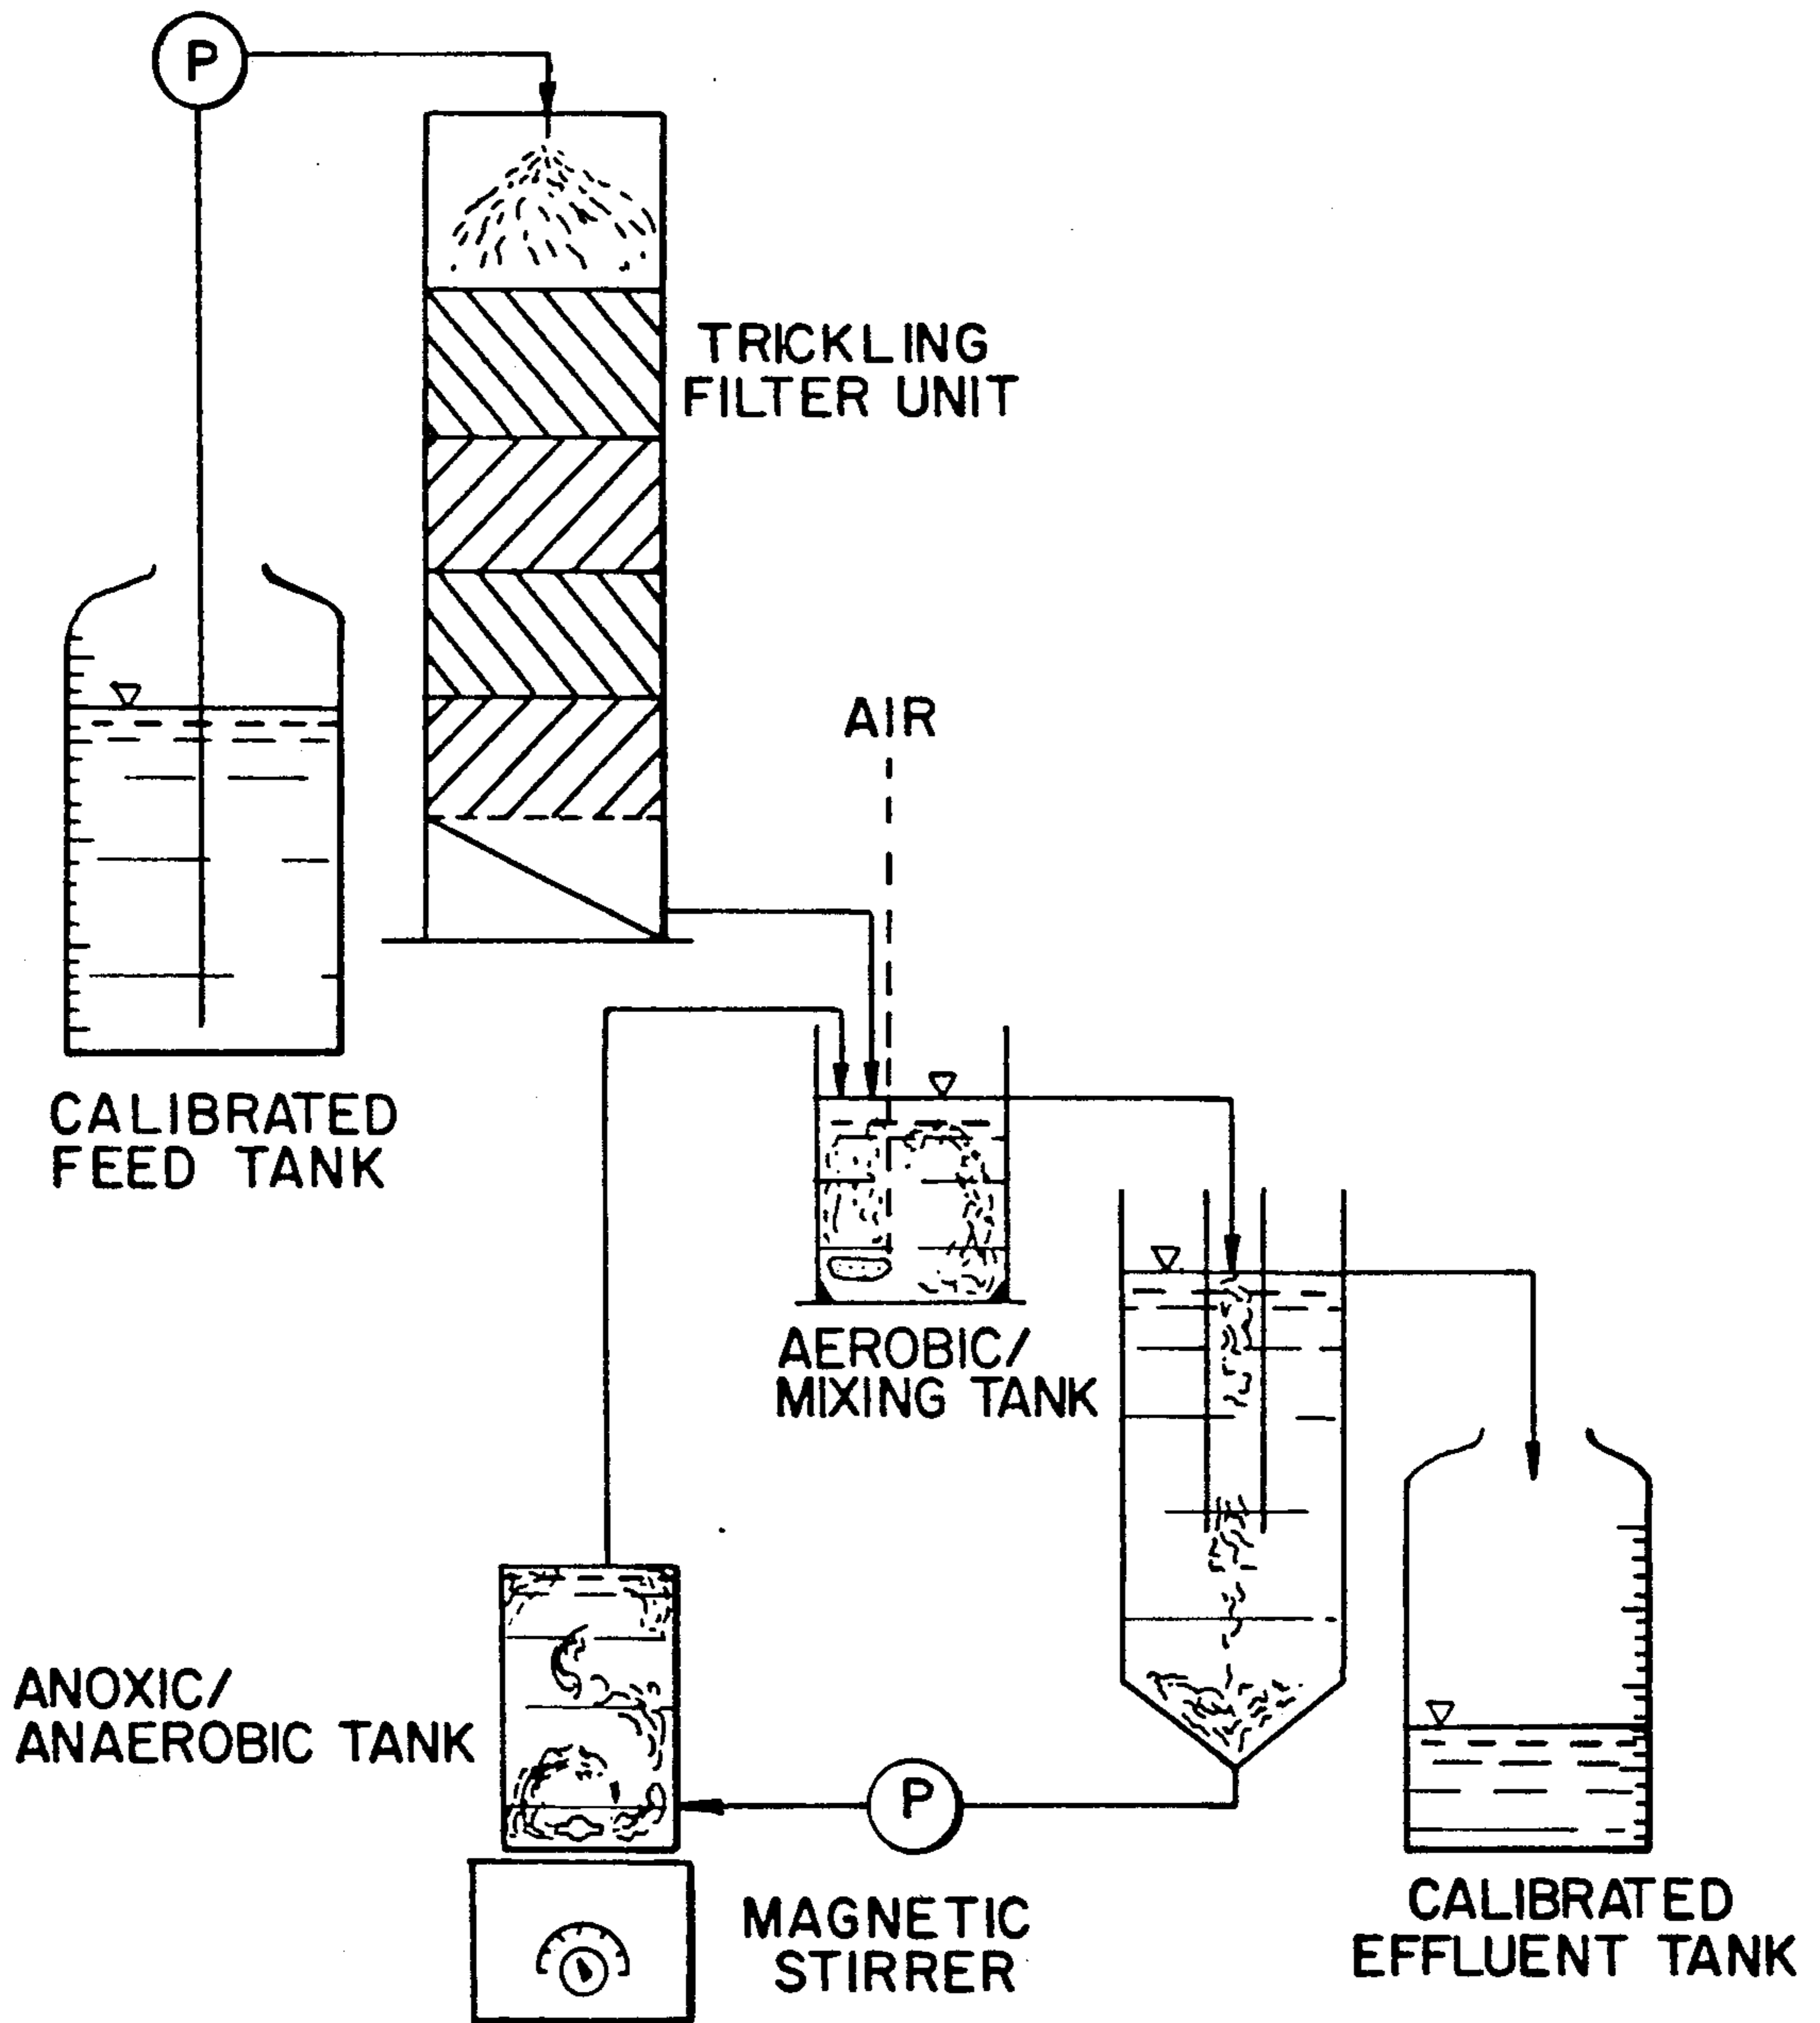 P
TRICKLING
FILTER UNIT
AIR
CALIBRATED
FEED TANK
AEROBIC/
MIXING TANK
ANOXIC/
ANAEROBIC TANK
P
MAGNETIC
STIRRER
CALIBRATED
EFFLUENT TANK